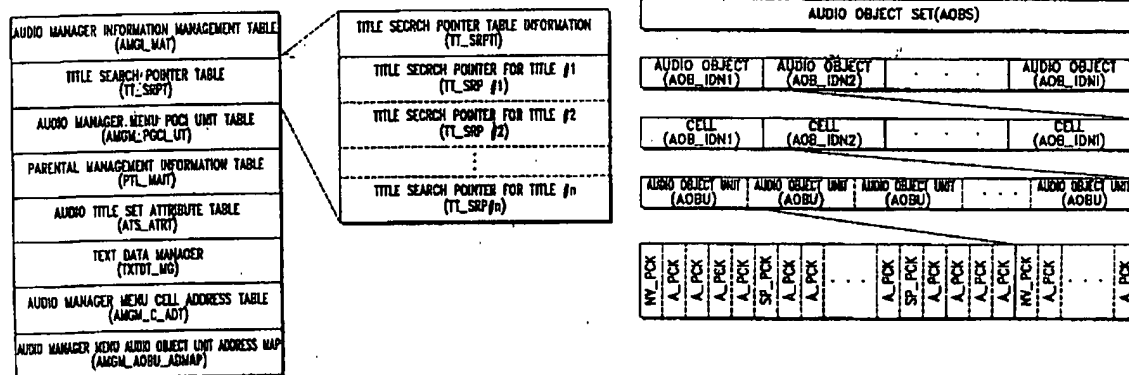 AUDIO MANAGER INFORMATION MANAGEMENT TABLE
(AMGI_MAT)
TITLE SEARCH POINTER TABLE
(TT_SRPT)
AUDIO MANAGER MENU PGCI UNIT TABLE
(AMGM_PGCI_UT)
PARENTAL MANAGEMENT INFORMATION TABLE
(PTL_MAIT)
AUDIO TITLE SET ATTRIBUTE TABLE
(ATS_ATRT)
TEXT DATA MANAGER
(TXTDT_MG)
AUDIO MANAGER MENU CELL ADDRESS TABLE
(AMGM_C_ADT)
AUDIO MANAGER MENU AUDIO OBJECT UNIT ADDRESS MAP
(AMGM_AOBU_ADMAP)
TITLE SECRCH POINTER TABLE INFORMATION
(TT_SRPTI)
TITLE SECRCH POINTER FOR TITLE #1
(TT_SRP #1)
TITLE SECRCH POINTER FOR TITLE #2
(TT_SRP #2)
TITLE SEARCH POINTER FOR TITLE #n
(TT_SRP#n)
AUDIO OBJECT SET(AOBS)
AUDIO OBJECT (AOB_IDN1) AUDIO OBJECT (AOB_IDN2) . . . AUDIO OBJECT (AOB_IDNI)
CELL (AOB_IDN1) CELL (AOB_IDN2) . . . CELL (AOB_IDNI)
AUDIO OBJECT UNIT (AOBU) AUDIO OBJECT UNIT (AOBU) AUDIO OBJECT UNIT (AOBU) . . . AUDIO OBJECT UNIT (AOBU)
NV_PCK A_PCK A_PCK A_PCK A_PCK SP_PCK A_PCK A_PCK . . . A_PCK SP_PCK A_PCK A_PCK A_PCK A_PCK NV_PCK A_PCK . . . A_PCK